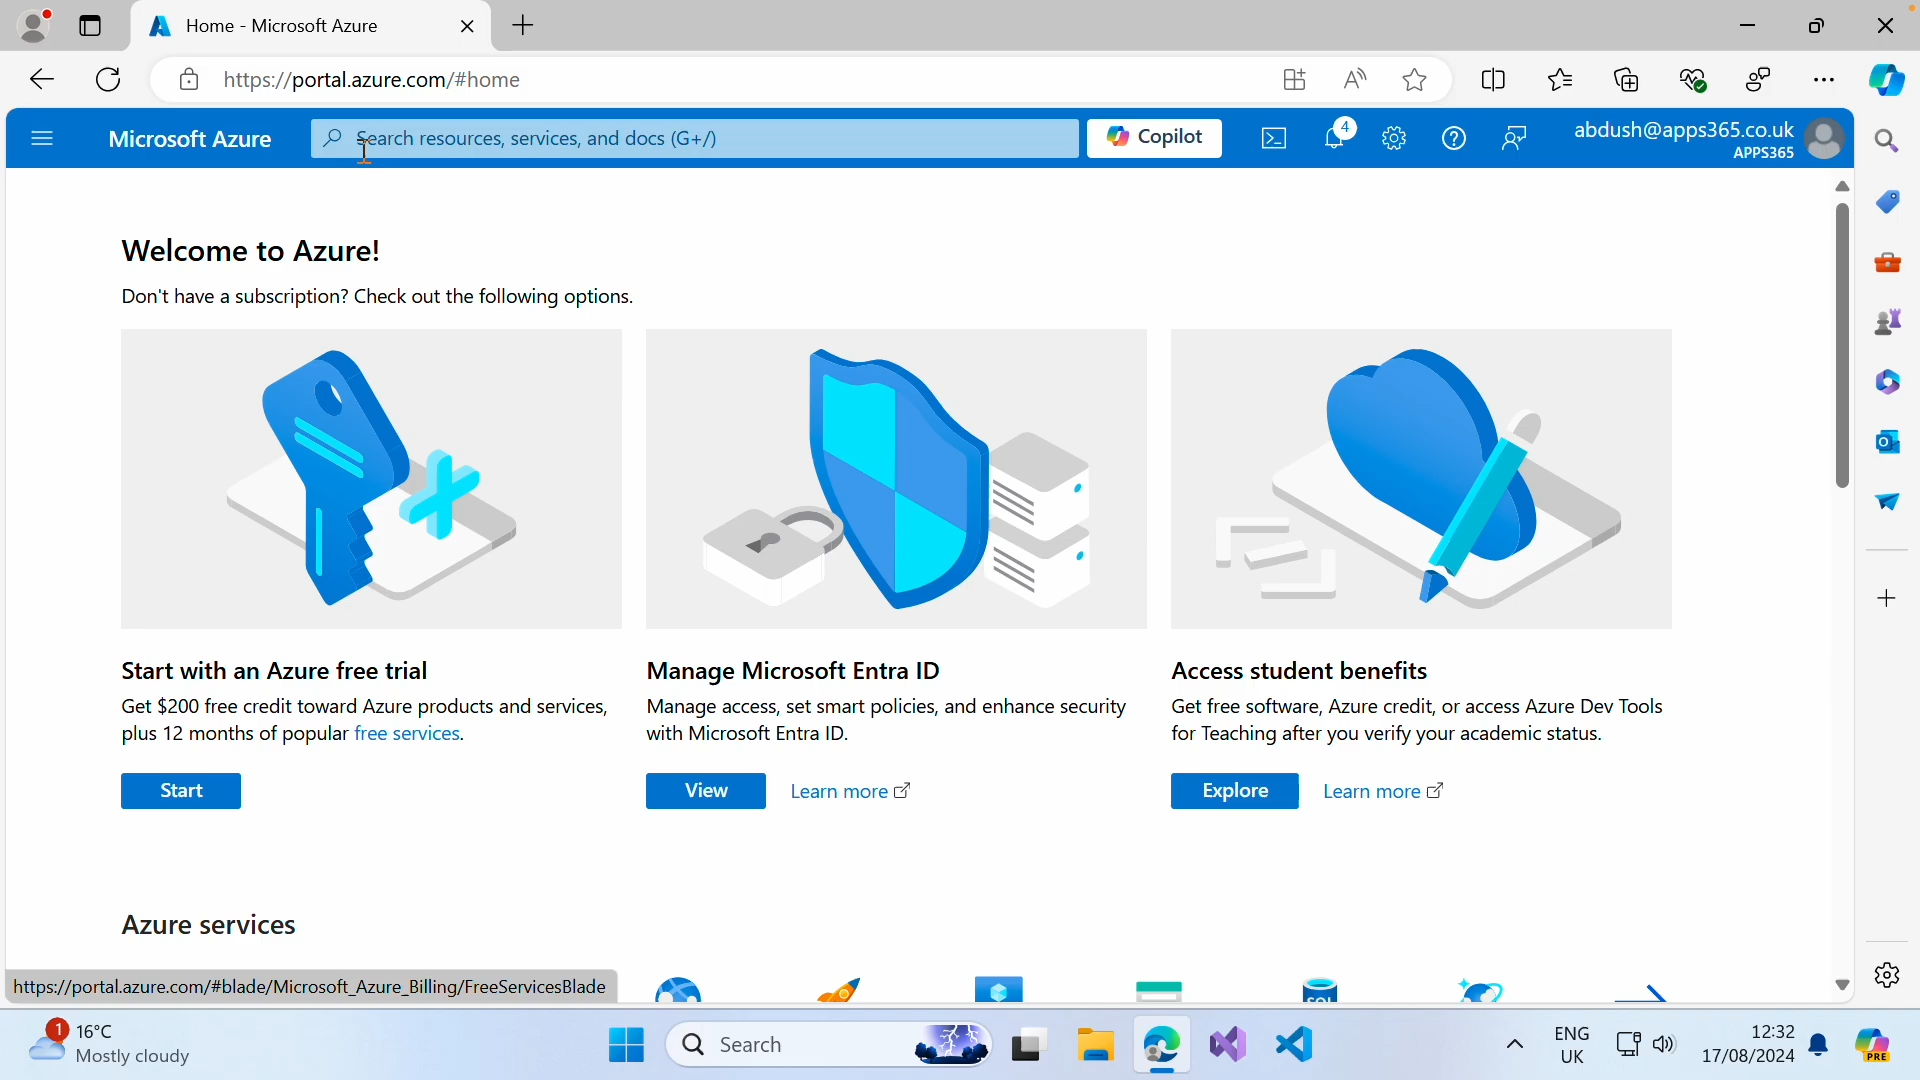 Home - Microsoft Azure
https://portal.azure.com/#home
Microsoft Azure
Search resources, services, and docs (G+/)
Copilot
4
abdush@apps365.co.uk
APPS365
Welcome to Azure!
Don't have a subscription? Check out the following options.
Start with an Azure free trial
Get $200 free credit toward Azure products and services,
plus 12 months of popular free services.
Start
Manage Microsoft Entra ID
Manage access, set smart policies, and enhance security
with Microsoft Entra ID.
View
Learn more
Access student benefits
Get free software, Azure credit, or access Azure Dev Tools
for Teaching after you verify your academic status.
Explore
Learn more
Azure services
SQL
https://portal.azure.com/#blade/Microsoft_Azure_Billing/FreeServicesBlade
1
16°C
Mostly cloudy
Search
ENG
UK
12:32
17/08/2024
PRE